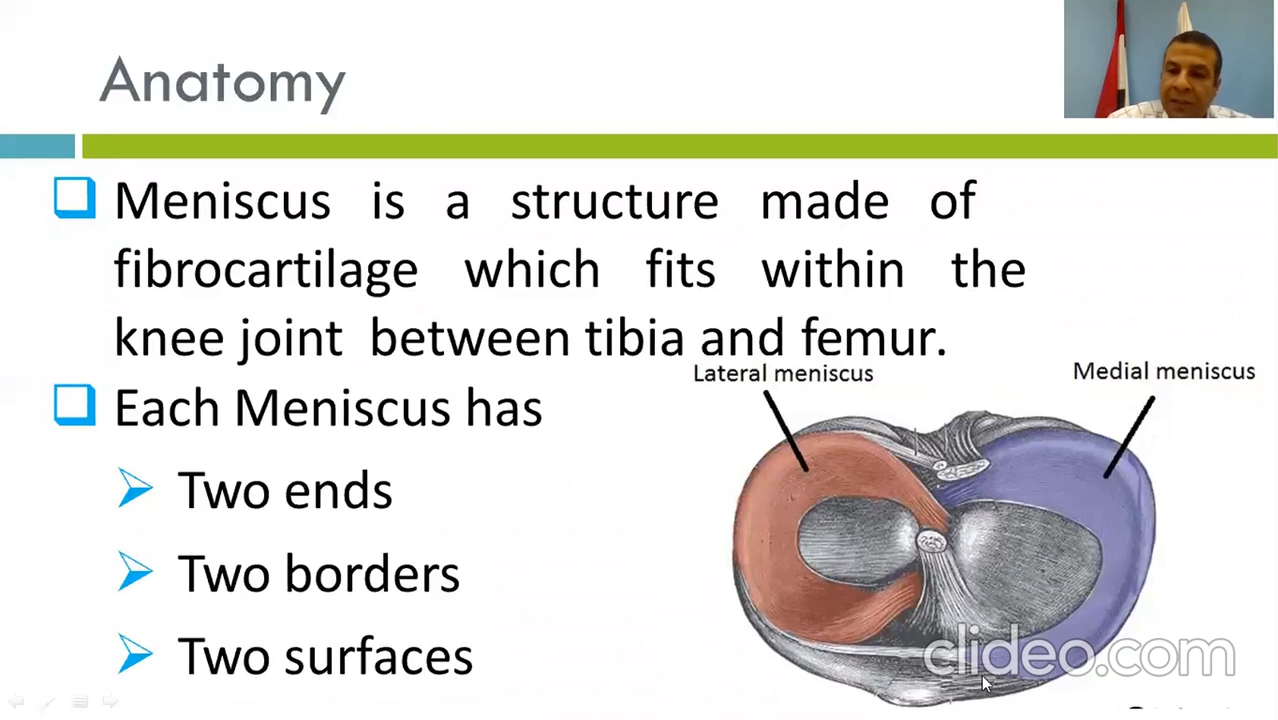 Anatomy
Meniscus is a structure made of
fibrocartilage which fits within the
knee joint between tibia and femur.
Lateral meniscus
Medial meniscus
Each Meniscus has
Two ends
Two borders
Two surfaces
clideo.com